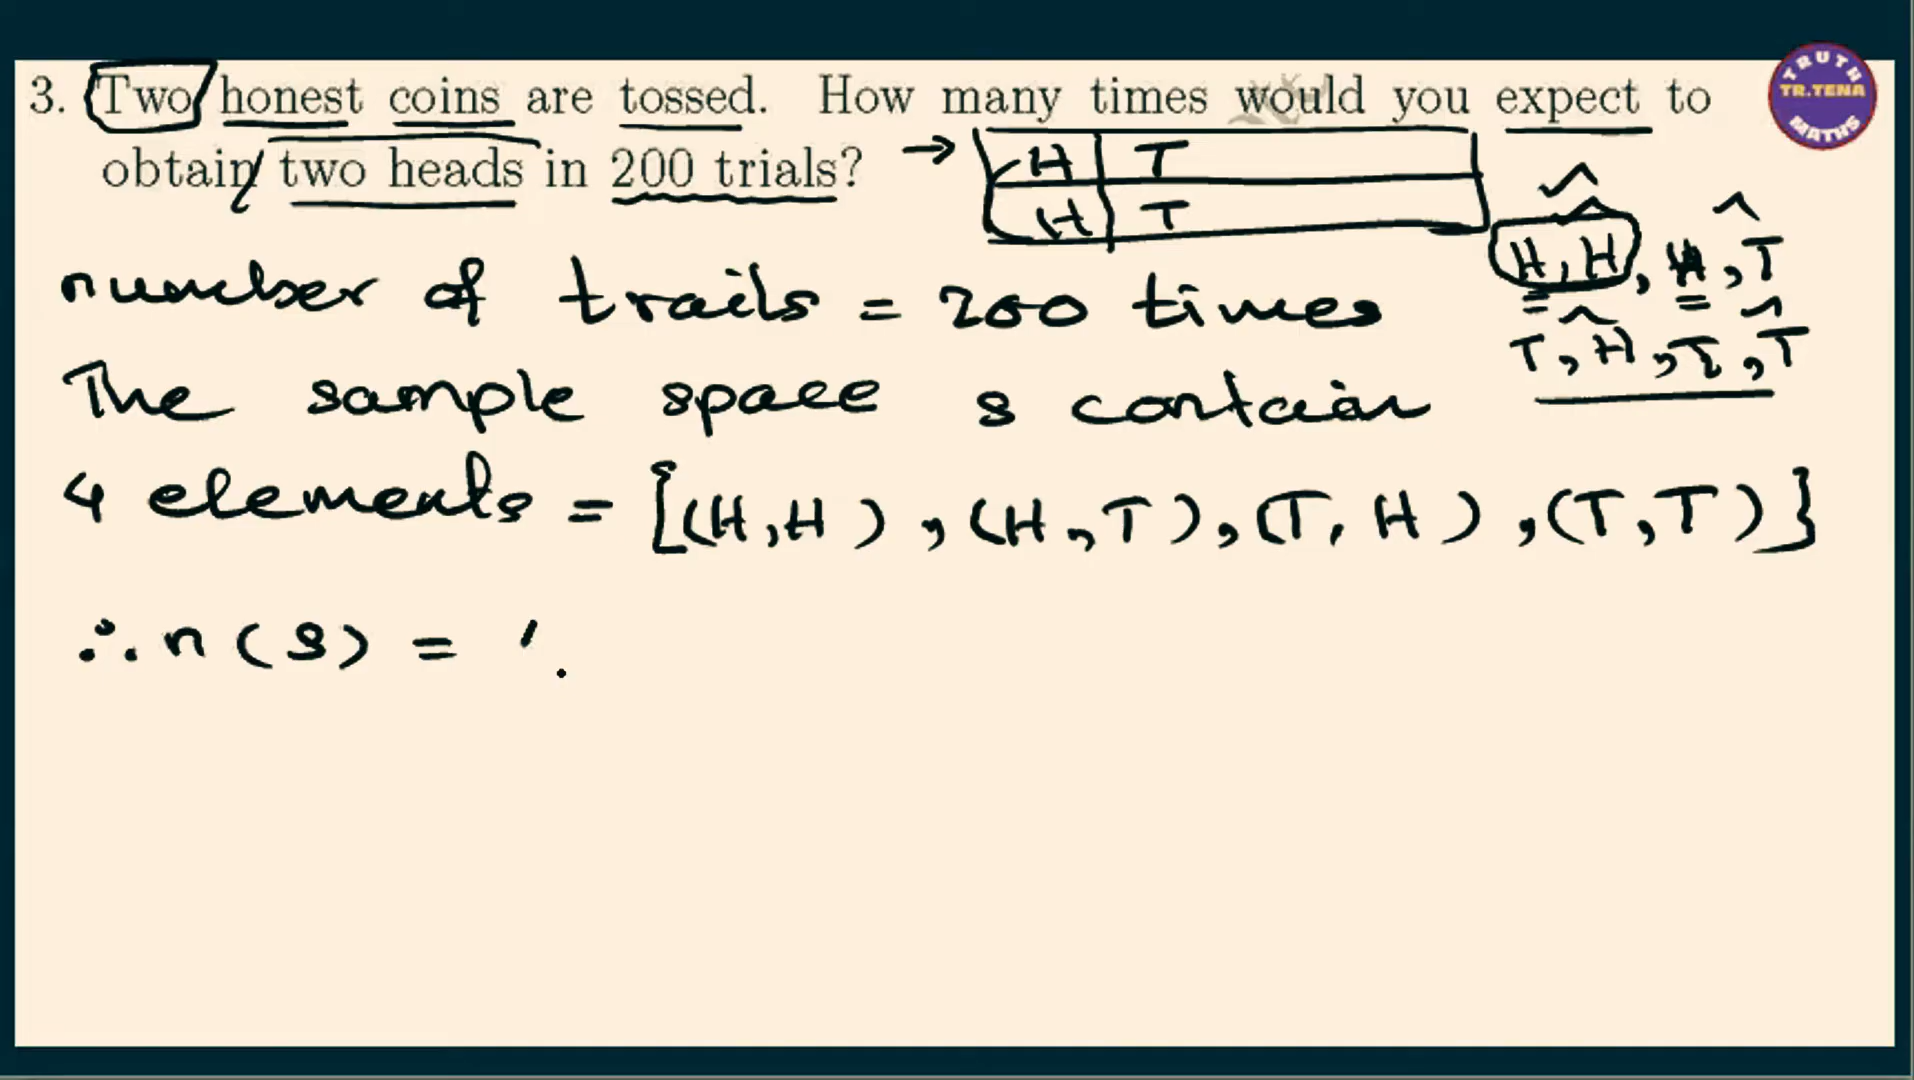 3. Two honest coins are tossed. How many times would you expect to
obtain two heads in 200 trials? →
H T
H T
H, H, H, T
T, H, T, T
number of trails = 200 times
The sample space s contain
4 elements = [(H,H), (H,T), (T,H), (T,T)}
∴ n(s) =
TRUTH
TR.TENA
MATHS